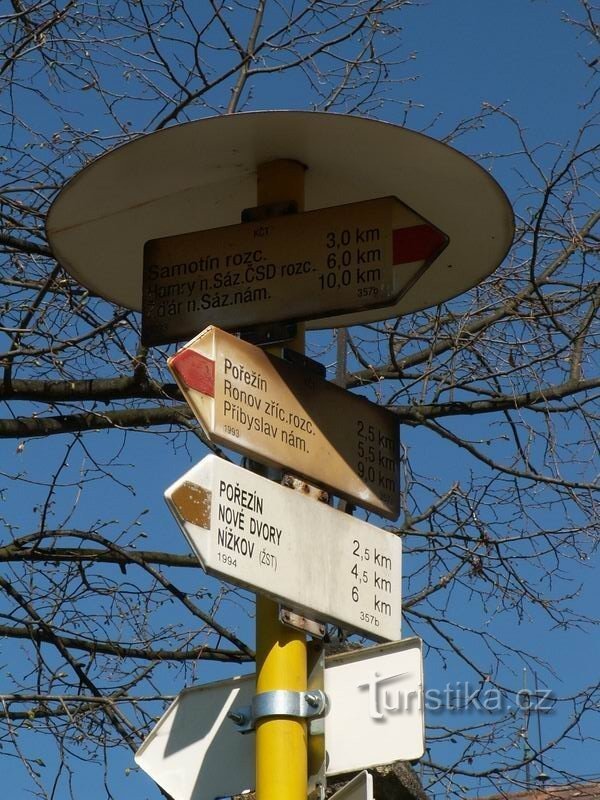 KČT
Samotín rozc. 3,0 km
Hamry n.Sáz.ČSD rozc. 6,0 km
Žďár n.Sáz.nám. 10,0 km
357b
Pořežín 2,5 km
Ronov zříc.rozc. 5,5 km
Přibyslav nám. 9,0 km
1993
POŘEZÍN 2,5 km
NOVÉ DVORY 4,5 km
NÍŽKOV (ŽST) 6 km
1994 357b
Turistika.cz